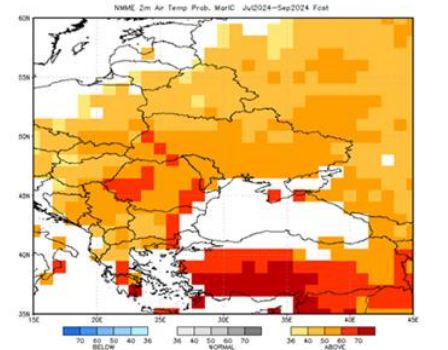 NMME 2m Air Temp Prob. MarIC Jul2024-Sep2024 Fcst
60N
55N
50N
45N
40N
35N
15E 20E 25E 30E 35E 40E 45E
70 60 50 40 36 36 40 50 60 70 36 40 50 60 70
BELOW NORMAL ABOVE